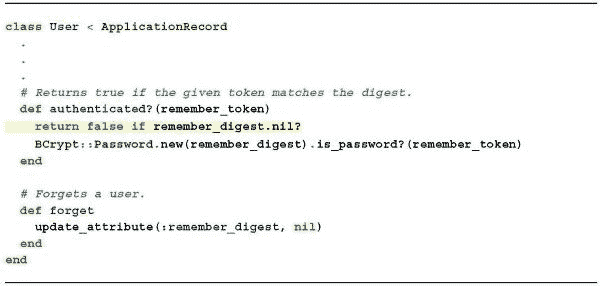 class User < ApplicationRecord
  .
  .
  .
  # Returns true if the given token matches the digest.
  def authenticated?(remember_token)
    return false if remember_digest.nil?
    BCrypt::Password.new(remember_digest).is_password?(remember_token)
  end

  # Forgets a user.
  def forget
    update_attribute(:remember_digest, nil)
  end
end